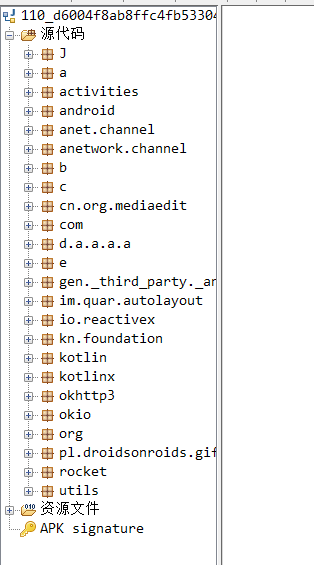 110_d6004f8ab8ffc4fb53304
源代码
J
a
activities
android
anet.channel
anetwork.channel
b
c
cn.org.mediaedit
com
d.a.a.a.a
e
gen._third_party._an
im.quar.autolayout
io.reactivex
kn.foundation
kotlin
kotlinx
okhttp3
okio
org
pl.droidsonroids.gif
rocket
utils
资源文件
APK signature